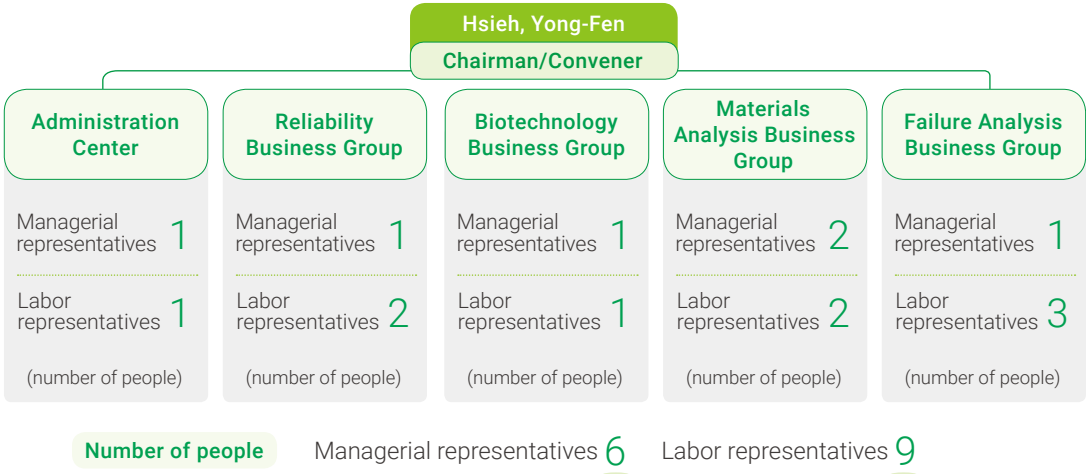 Hsieh, Yong-Fen
Chairman/Convener
Administration
Center
Managerial
representatives 1
Labor
representatives 1
(number of people)
Reliability
Business Group
Managerial
representatives 1
Labor
representatives 2
(number of people)
Biotechnology
Business Group
Managerial
representatives 1
Labor
representatives 1
(number of people)
Materials
Analysis Business
Group
Managerial
representatives 2
Labor
representatives 2
(number of people)
Failure Analysis
Business Group
Managerial
representatives 1
Labor
representatives 3
(number of people)
Number of people Managerial representatives 6 Labor representatives 9